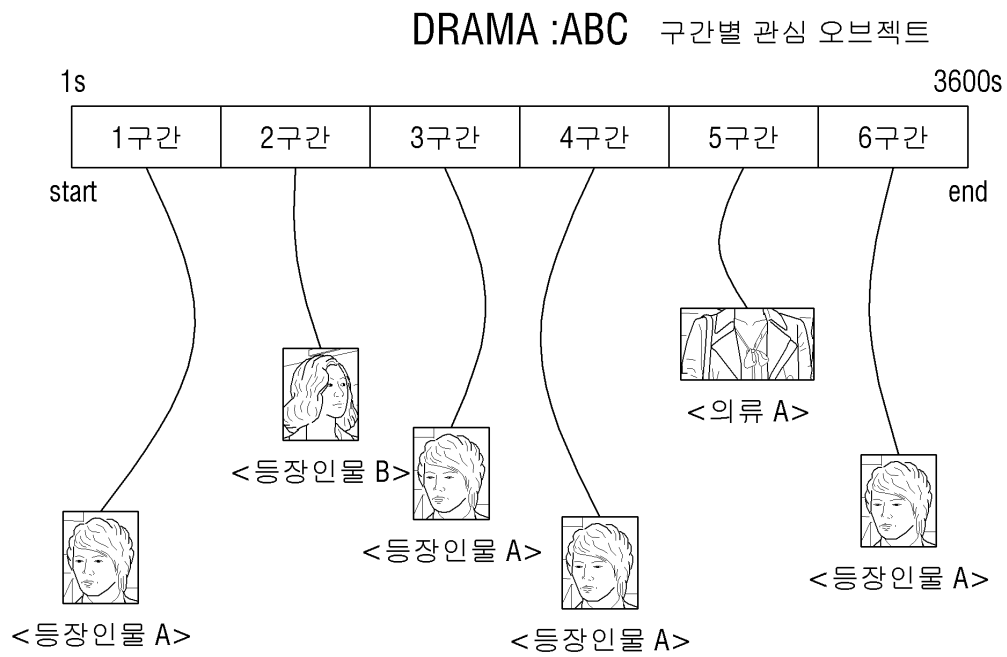 DRAMA :ABC 구간별 관심 오브젝트
1s 3600s
1구간 2구간 3구간 4구간 5구간 6구간
start end
<의류 A>
<등장인물 B>
<등장인물 A>
<등장인물 A>
<등장인물 A>
<등장인물 A>